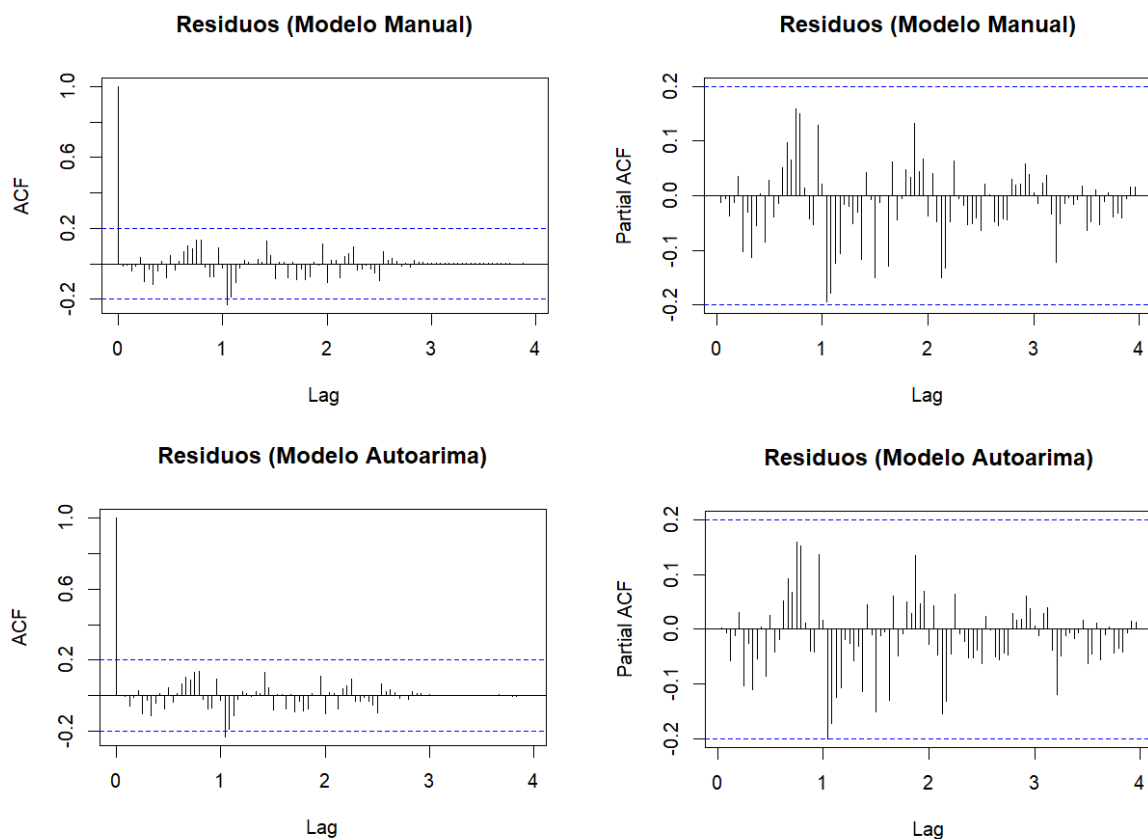 Residuos (Modelo Manual)
ACF
1.0
0.6
0.2
-0.2
0 1 2 3 4
Lag
Residuos (Modelo Manual)
Partial ACF
0.2
0.1
0.0
-0.1
-0.2
0 1 2 3 4
Lag
Residuos (Modelo Autoarima)
ACF
1.0
0.6
0.2
-0.2
0 1 2 3 4
Lag
Residuos (Modelo Autoarima)
Partial ACF
0.2
0.1
0.0
-0.1
-0.2
0 1 2 3 4
Lag